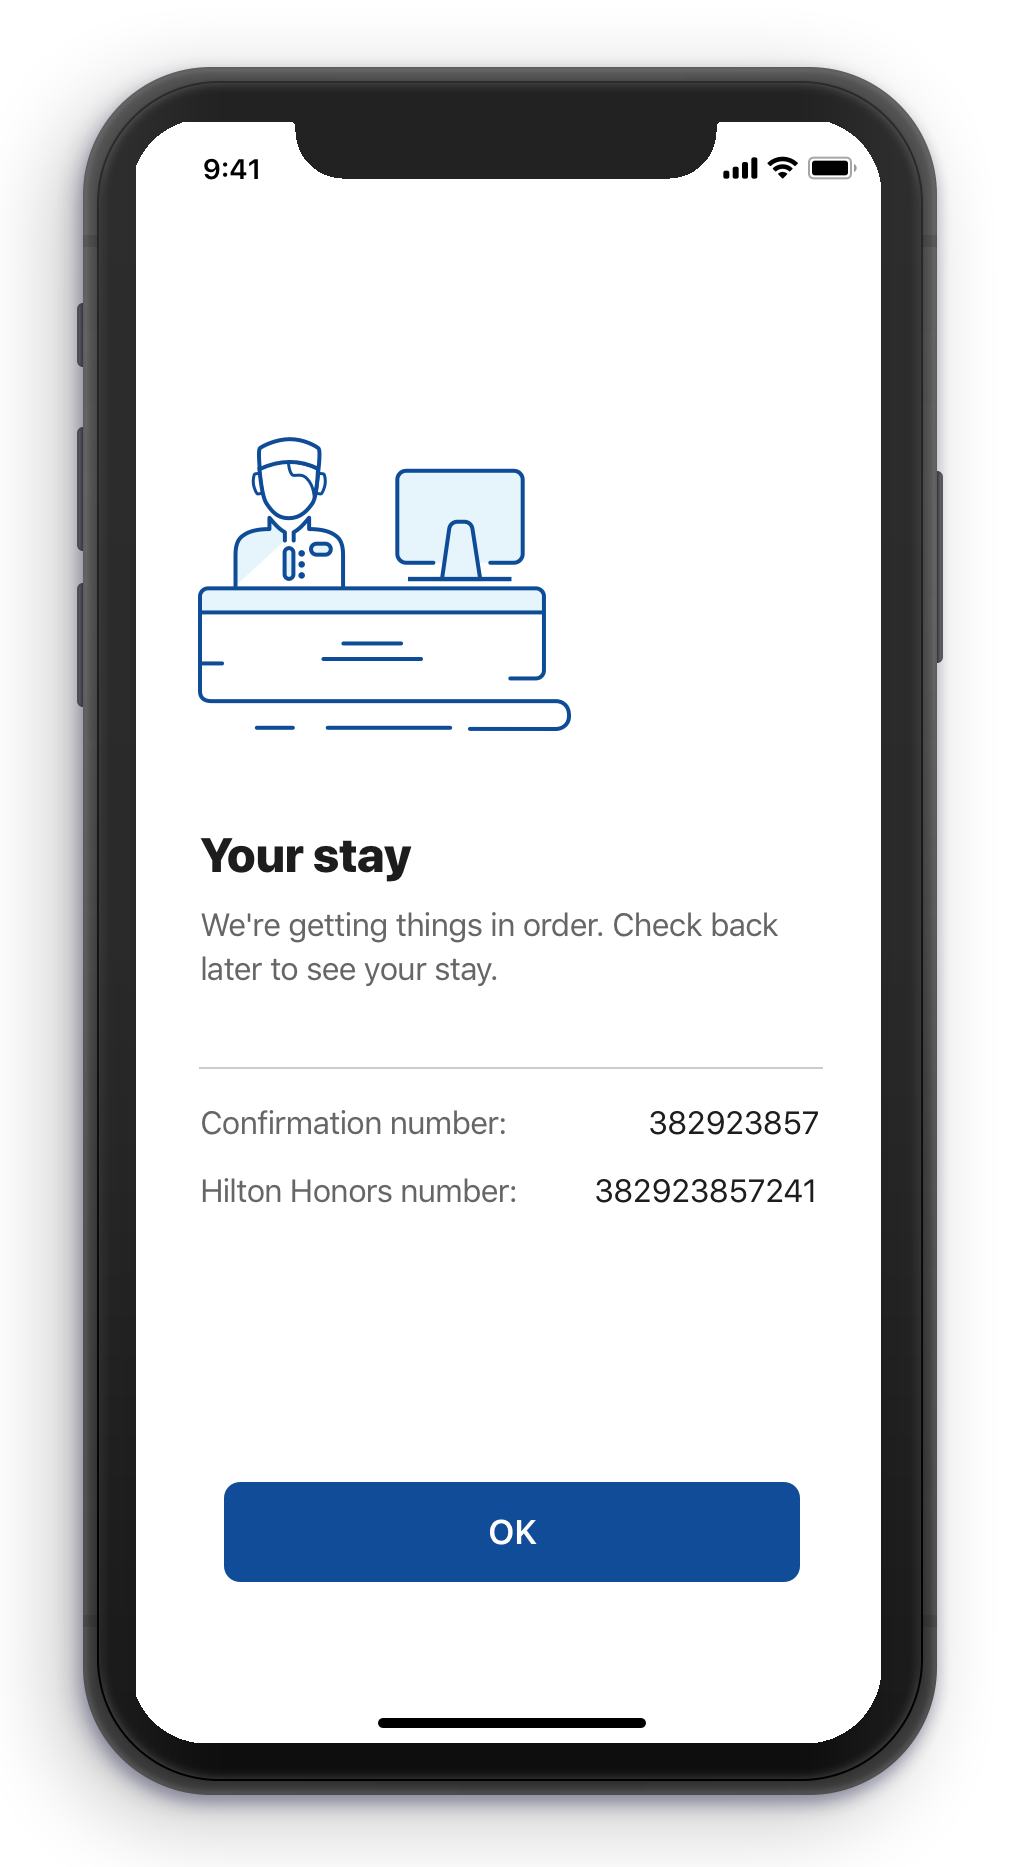 9:41
Your stay
We're getting things in order. Check back
later to see your stay.
Confirmation number: 382923857
Hilton Honors number: 382923857241
OK